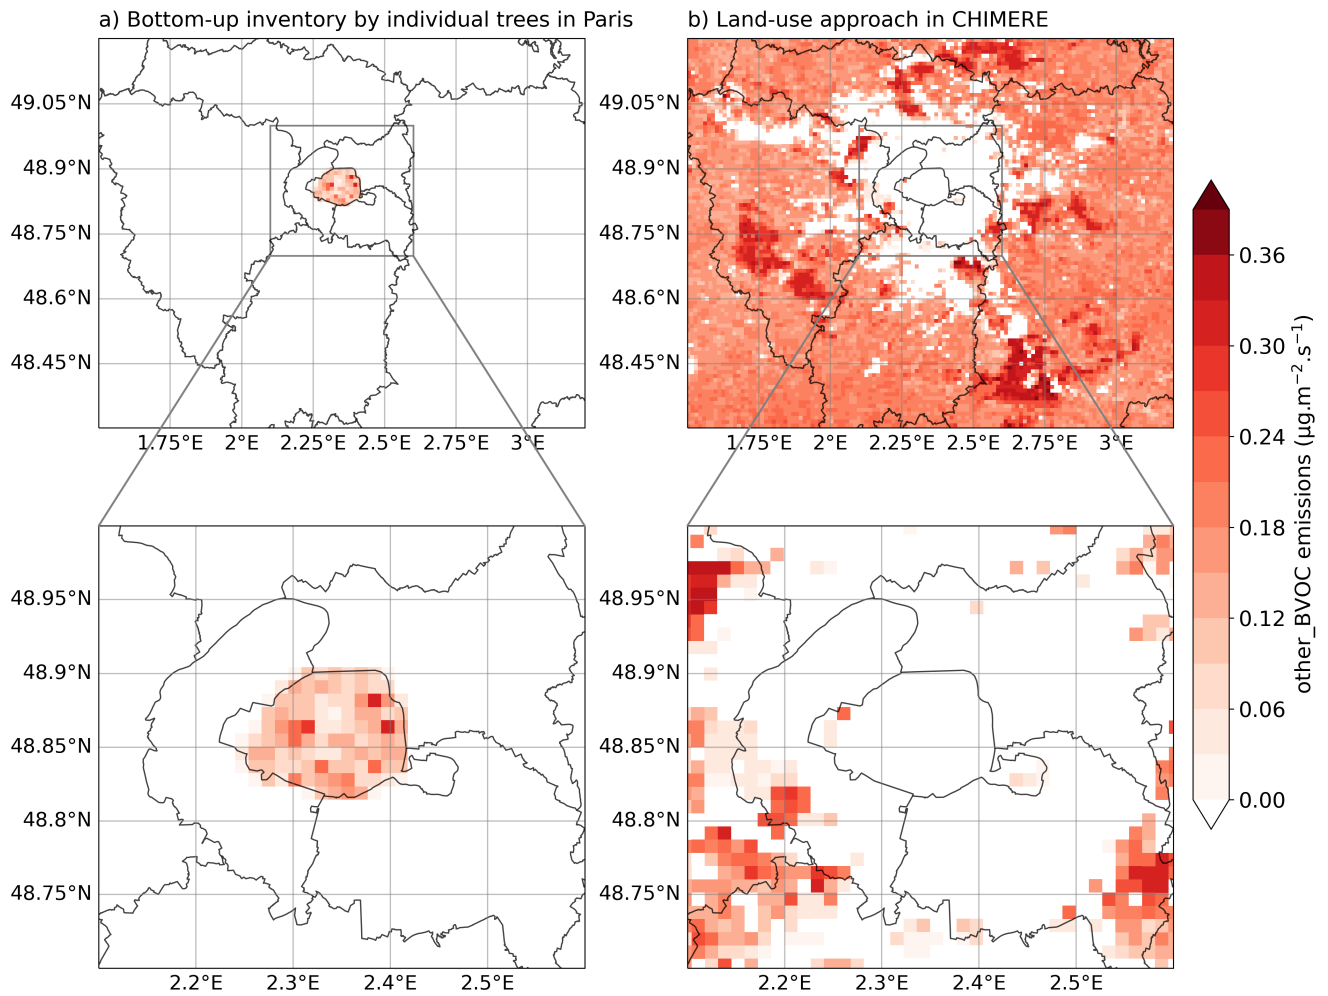 a) Bottom-up inventory by individual trees in Paris
b) Land-use approach in CHIMERE
49.05°N
48.9°N
48.75°N
48.6°N
48.45°N
1.75°E 2°E 2.25°E 2.5°E 2.75°E 3°E
49.05°N
48.9°N
48.75°N
48.6°N
48.45°N
1.75°E 2°E 2.25°E 2.5°E 2.75°E 3°E
48.95°N
48.9°N
48.85°N
48.8°N
48.75°N
2.2°E 2.3°E 2.4°E 2.5°E
48.95°N
48.9°N
48.85°N
48.8°N
48.75°N
2.2°E 2.3°E 2.4°E 2.5°E
0.36
0.30
0.24
0.18
0.12
0.06
0.00
other_BVOC emissions (μg.m⁻².s⁻¹)